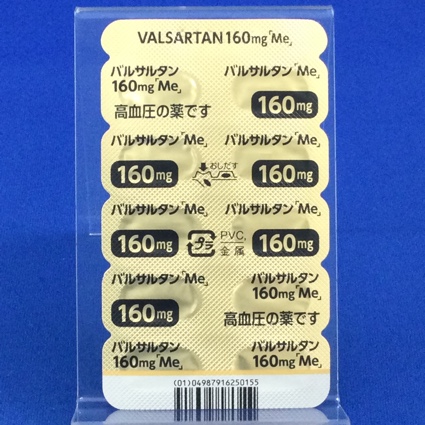 VALSARTAN 160mg「Me」
バルサルタン
160mg「Me」
バルサルタン「Me」
160mg
高血圧の薬です
バルサルタン「Me」
160mg
おしだす
バルサルタン「Me」
160mg
バルサルタン「Me」
160mg
プラ
PVC,
金属
バルサルタン「Me」
160mg
バルサルタン「Me」
160mg
バルサルタン
160mg「Me」
高血圧の薬です
バルサルタン
160mg「Me」
バルサルタン
160mg「Me」
(01)04987916250155